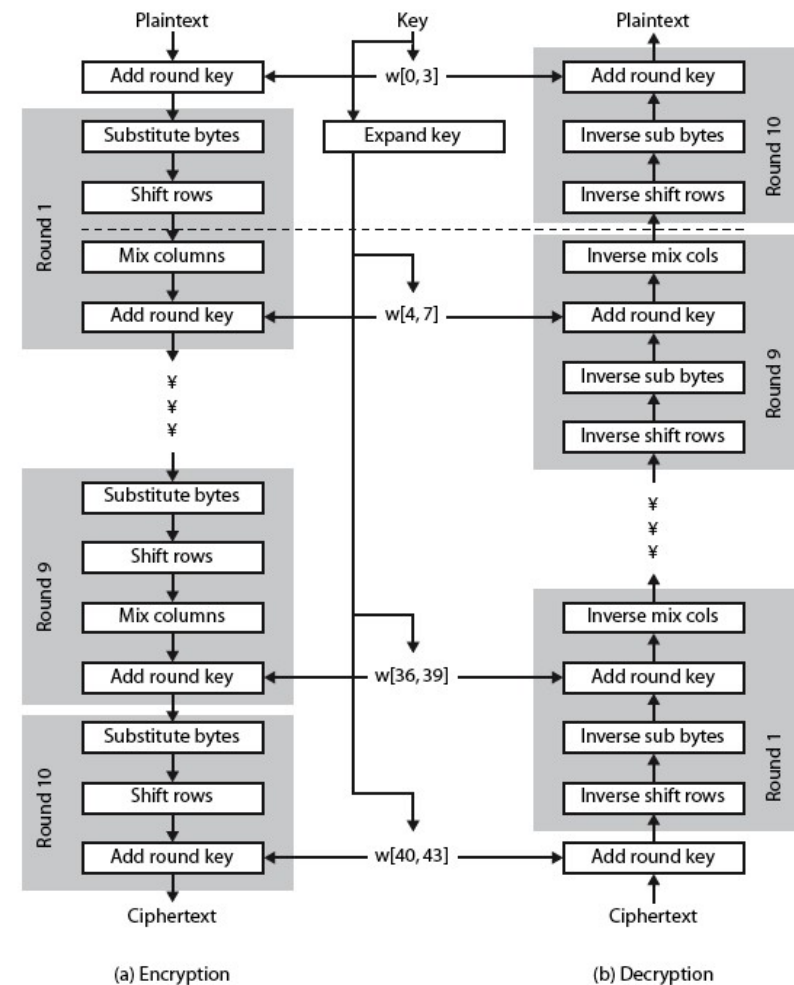 Plaintext
Key
Plaintext
Add round key
w[0, 3]
Add round key
Substitute bytes
Expand key
Inverse sub bytes
Round 10
Shift rows
Inverse shift rows
Round 1
Mix columns
Inverse mix cols
Add round key
w[4, 7]
Add round key
Round 9
Inverse sub bytes
Inverse shift rows
¥
¥
¥
Substitute bytes
¥
¥
¥
Shift rows
Round 9
Mix columns
Inverse mix cols
Add round key
w[36, 39]
Add round key
Substitute bytes
Inverse sub bytes
Round 1
Round 10
Shift rows
Inverse shift rows
Add round key
w[40, 43]
Add round key
Ciphertext
Ciphertext
(a) Encryption
(b) Decryption